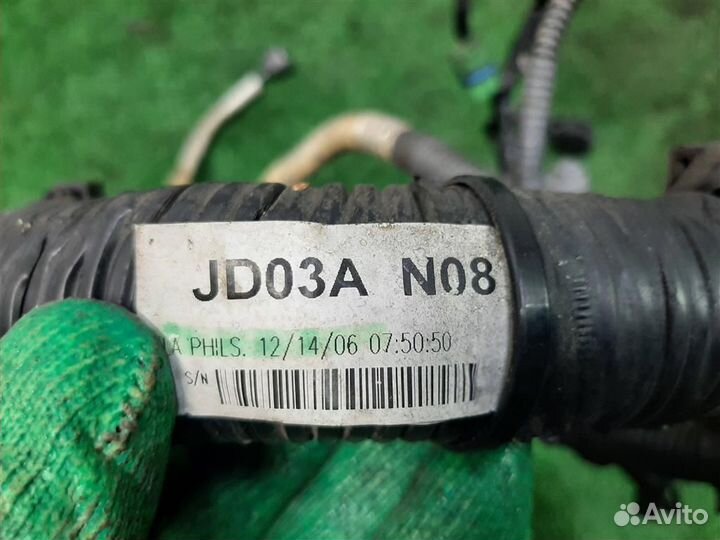 JD03A N08
PHILS. 12/14/06 07:50:50
S/N
Avito